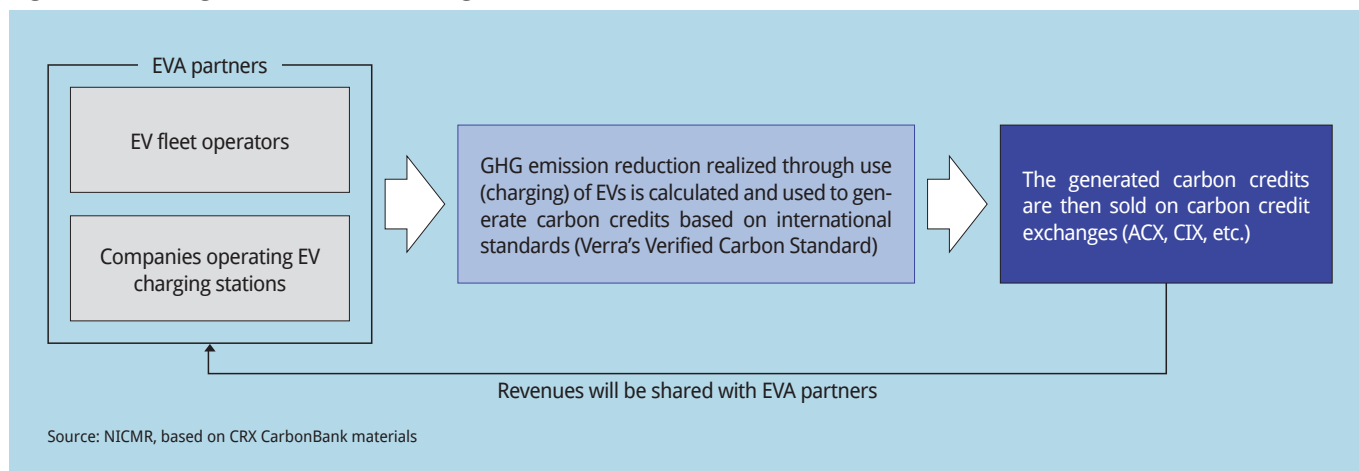 EVA partners
EV fleet operators
Companies operating EV
charging stations
GHG emission reduction realized through use
(charging) of EVs is calculated and used to gen-
erate carbon credits based on international
standards (Verra’s Verified Carbon Standard)
The generated carbon credits
are then sold on carbon credit
exchanges (ACX, CIX, etc.)
Revenues will be shared with EVA partners
Source: NICMR, based on CRX CarbonBank materials